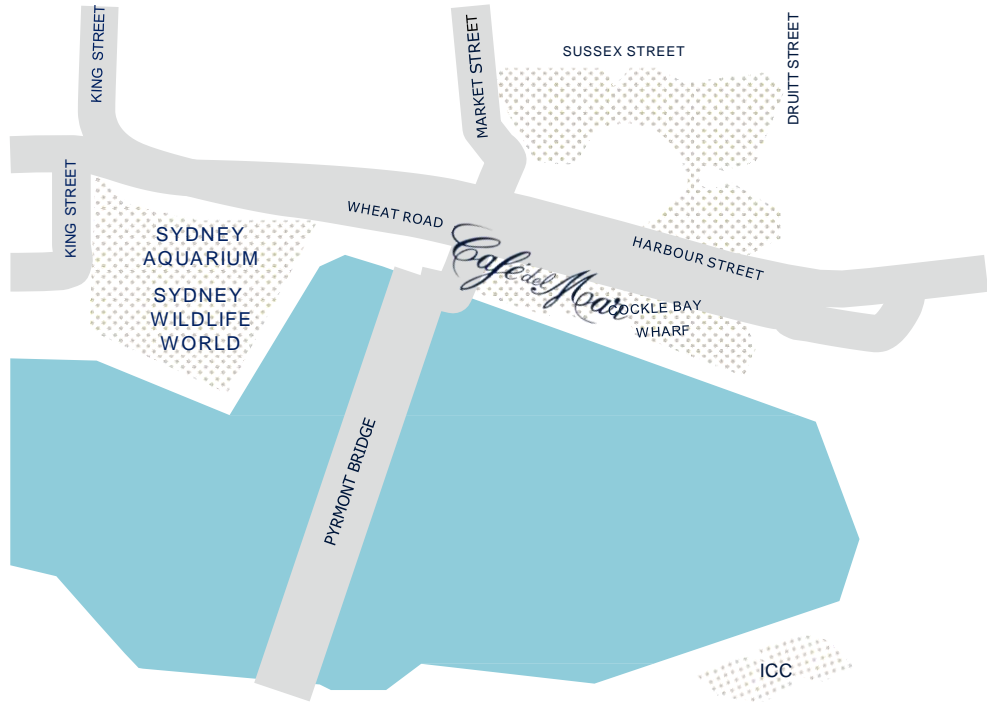 KING STREET
MARKET STREET
SUSSEX STREET
DRUITT STREET
KING STREET
WHEAT ROAD
SYDNEY
AQUARIUM
SYDNEY
WILDLIFE
WORLD
HARBOUR STREET
Café del Mar
COCKLE BAY
WHARF
PYRMONT BRIDGE
ICC